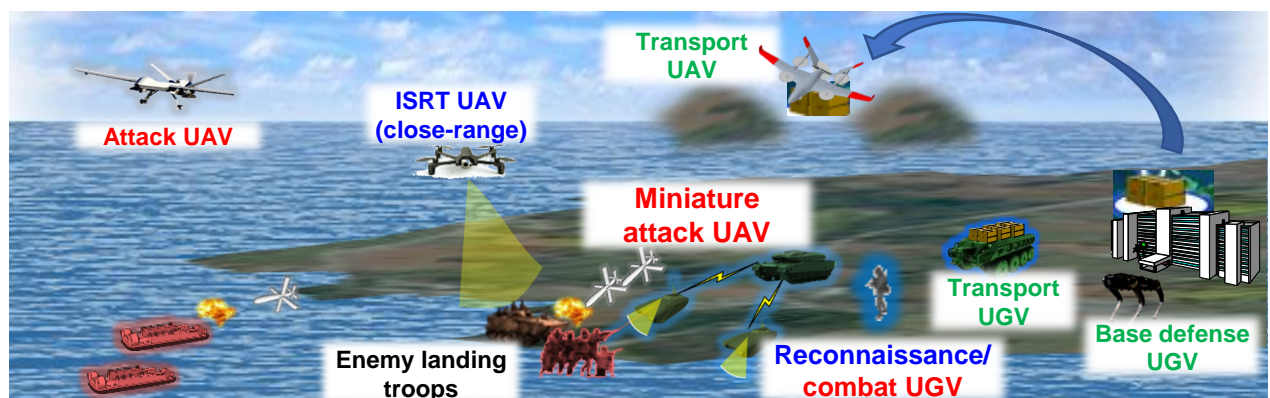 Transport
UAV
Attack UAV
ISRT UAV
(close-range)
Miniature
attack UAV
Transport
UGV
Enemy landing
troops
Reconnaissance/
combat UGV
Base defense
UGV